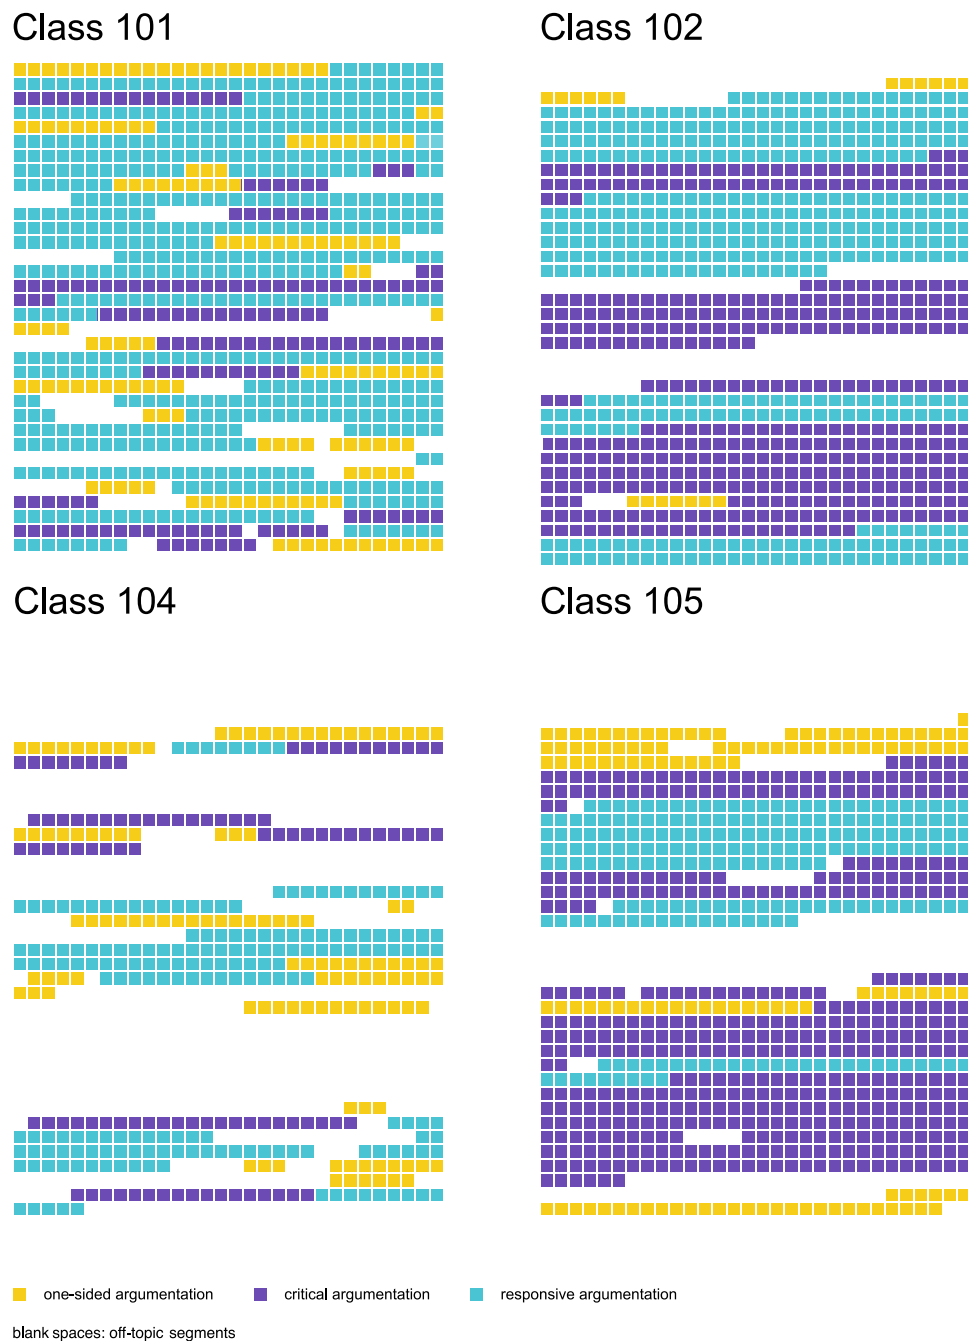 Class 101
Class 102
Class 104
Class 105
one-sided argumentation
critical argumentation
responsive argumentation
blank spaces: off-topic segments